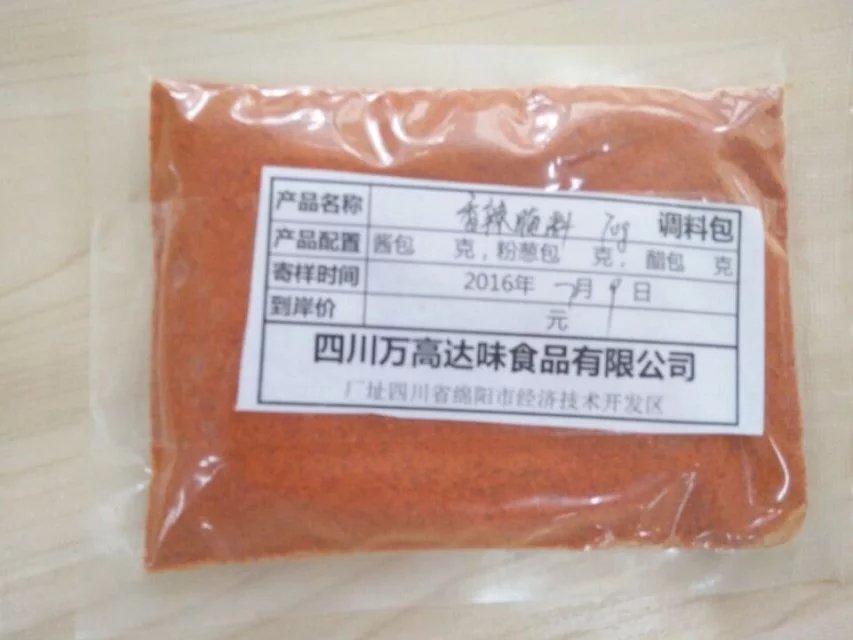 产品名称 香辣腌料 70g 调料包
产品配置 酱包 克,粉葱包 克、醋包 克
寄样时间 2016年 月9日
到岸价 元
四川万高达味食品有限公司
厂址四川省绵阳市经济技术开发区